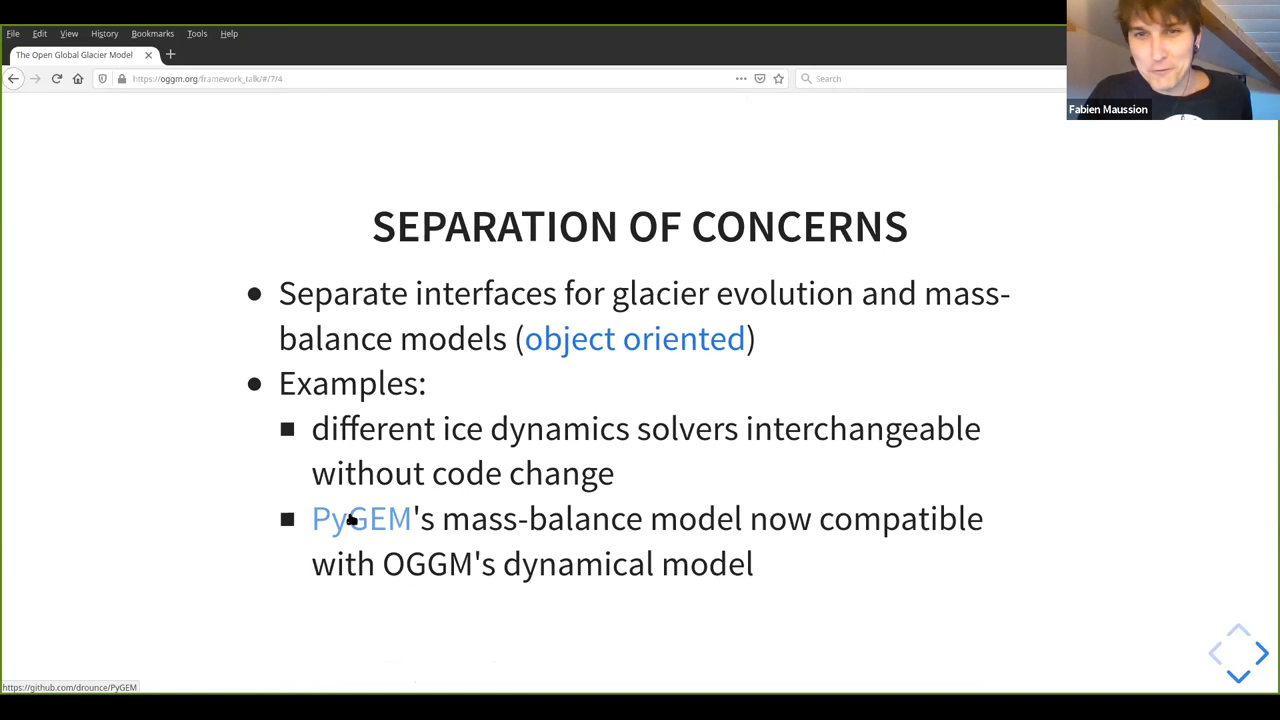 File Edit View History Bookmarks Tools Help
The Open Global Glacier Model
https://oggm.org/framework_talk/#/7/4
Search
Fabien Maussion
SEPARATION OF CONCERNS
Separate interfaces for glacier evolution and mass-
balance models (object oriented)
Examples:
different ice dynamics solvers interchangeable
without code change
PyGEM's mass-balance model now compatible
with OGGM's dynamical model
https://github.com/drounce/PyGEM